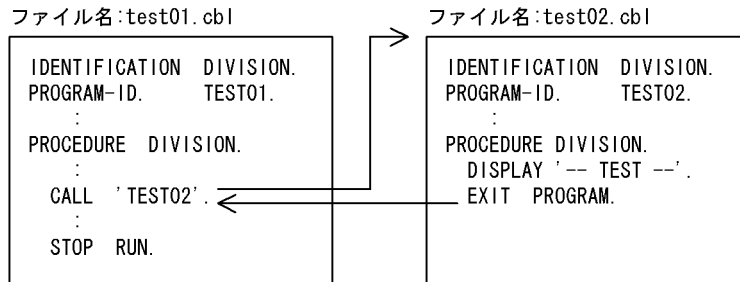 ファイル名:test01.cbl
IDENTIFICATION DIVISION.
PROGRAM-ID. TEST01.
:
PROCEDURE DIVISION.
:
CALL 'TEST02'.
:
STOP RUN.
ファイル名:test02.cbl
IDENTIFICATION DIVISION.
PROGRAM-ID. TEST02.
:
PROCEDURE DIVISION.
DISPLAY '-- TEST --'.
EXIT PROGRAM.